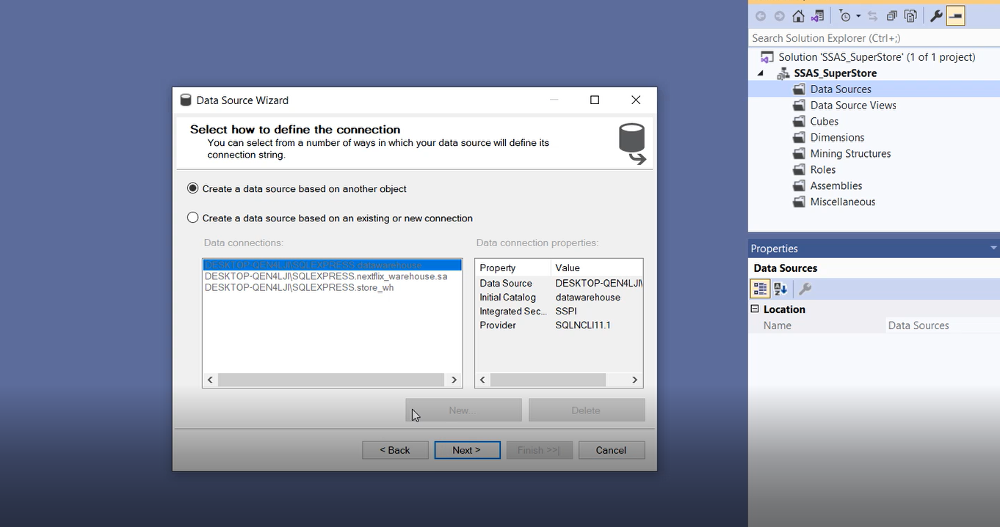 Data Source Wizard
Select how to define the connection
You can select from a number of ways in which your data source will define its
connection string.
Create a data source based on another object
Create a data source based on an existing or new connection
Data connections:
DESKTOP-QEN4LJI\SQLEXPRESS.datawarehouse
DESKTOP-QEN4LJI\SQLEXPRESS.nextflix_warehouse.sa
DESKTOP-QEN4LJI\SQLEXPRESS.store_wh
Data connection properties:
Property Value
Data Source DESKTOP-QEN4LJI\
Initial Catalog datawarehouse
Integrated Sec... SSPI
Provider SQLNCLI11.1
New... Delete
< Back Next > Finish >>| Cancel
Search Solution Explorer (Ctrl+;)
Solution 'SSAS_SuperStore' (1 of 1 project)
SSAS_SuperStore
Data Sources
Data Source Views
Cubes
Dimensions
Mining Structures
Roles
Assemblies
Miscellaneous
Properties
Data Sources
Location
Name Data Sources